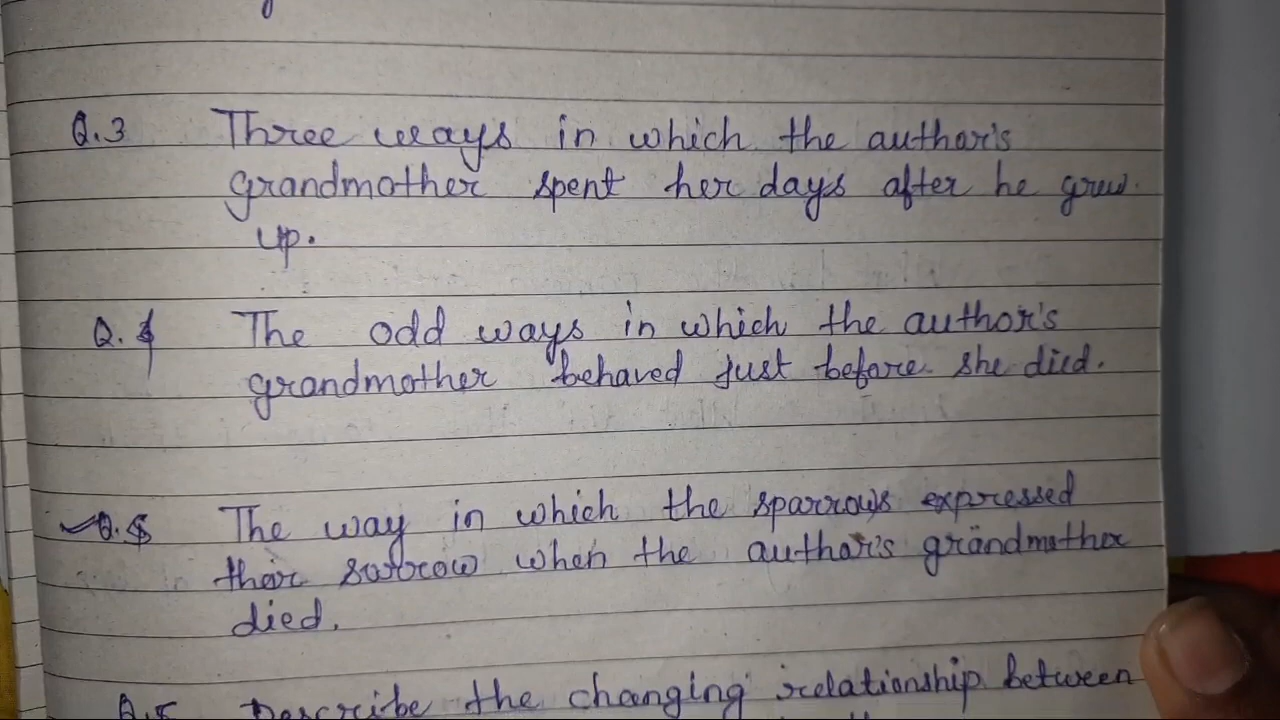 Q.3 Three ways in which the author's
grandmother spent her days after he grew
up.
Q.4 The odd ways in which the author's
grandmother behaved just before she died.
Q.5 The way in which the sparrows expressed
their sorrow when the author's grandmother
died.
Q.5 Describe the changing relationship between